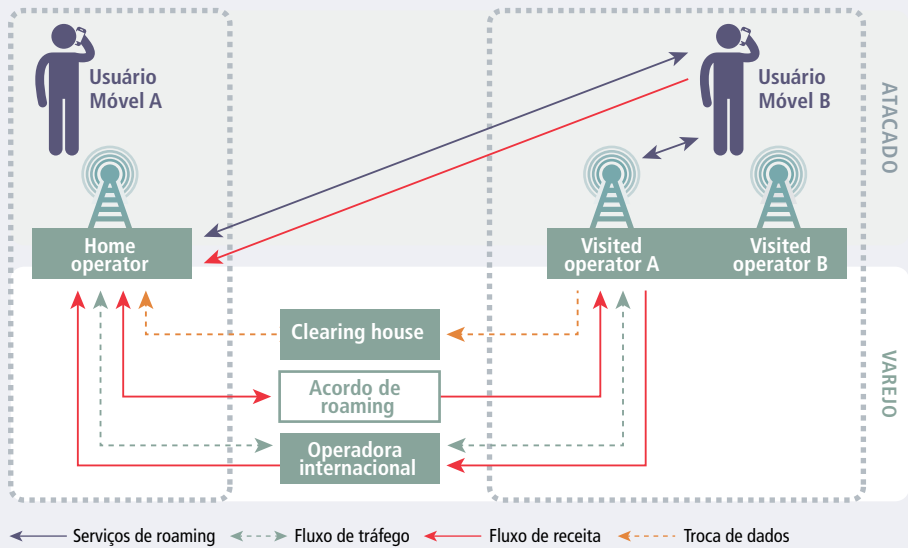 Usuário
Móvel A
Usuário
Móvel B
ATACADO
Home
operator
Visited
operator A
Visited
operator B
Clearing house
Acordo de
roaming
Operadora
internacional
VAREJO
Serviços de roaming
Fluxo de tráfego
Fluxo de receita
Troca de dados